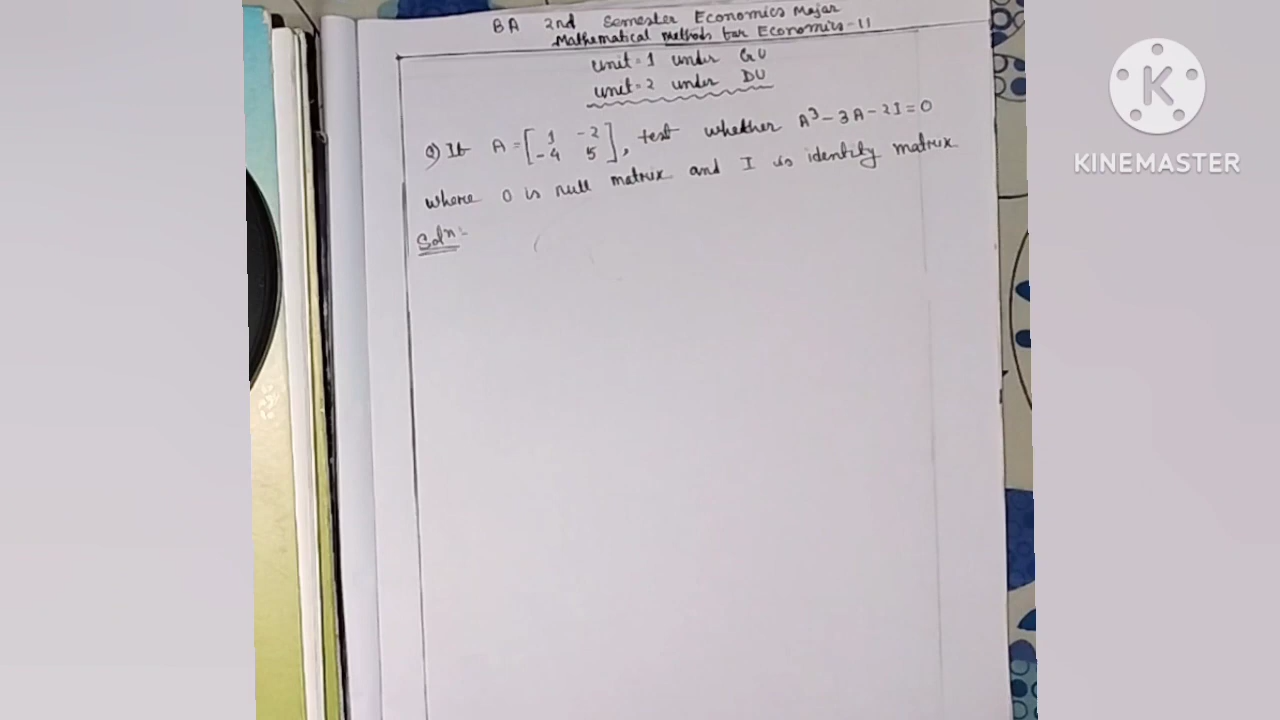 BA 2nd Semester Economics Major
Mathematical methods for Economics-11
unit=1 under GU
unit=2 under DU
Q) If A = [1 -2
-4 5], test whether A³-3A-2I=0
where 0 is null matrix and I is identity matrix
Solⁿ:-
K
KINEMASTER